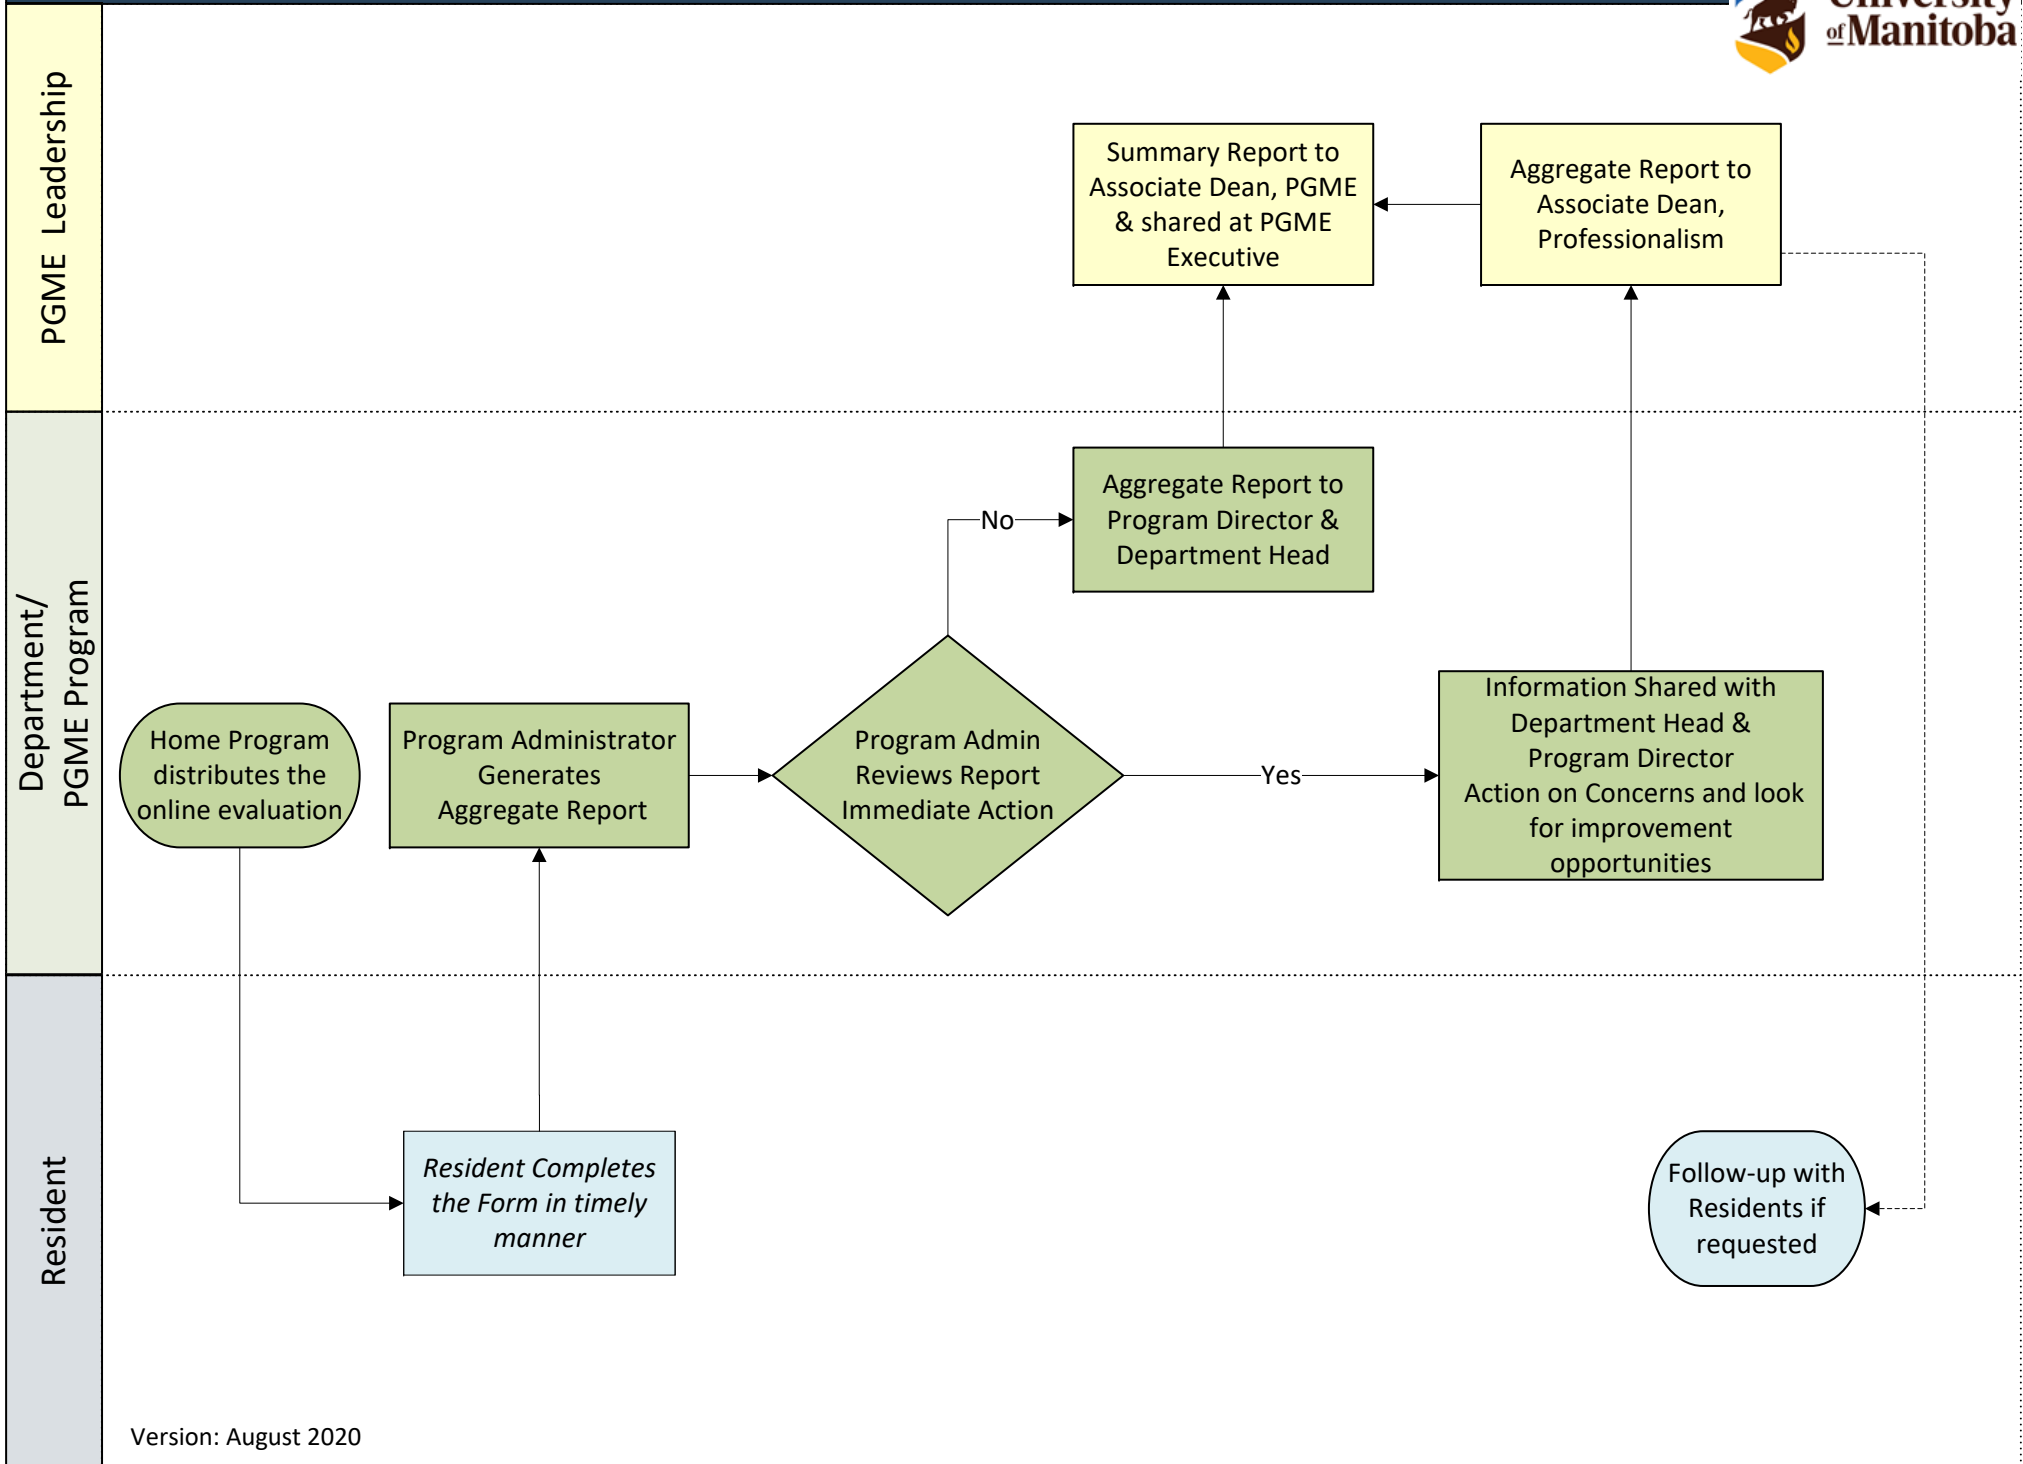 University
of Manitoba
PGME Leadership
Summary Report to
Associate Dean, PGME
& shared at PGME
Executive
Aggregate Report to
Associate Dean,
Professionalism
Department/
PGME Program
Aggregate Report to
Program Director &
Department Head
No
Home Program
distributes the
online evaluation
Program Administrator
Generates
Aggregate Report
Program Admin
Reviews Report
Immediate Action
Yes
Information Shared with
Department Head &
Program Director
Action on Concerns and look
for improvement
opportunities
Resident
Resident Completes
the Form in timely
manner
Follow-up with
Residents if
requested
Version: August 2020